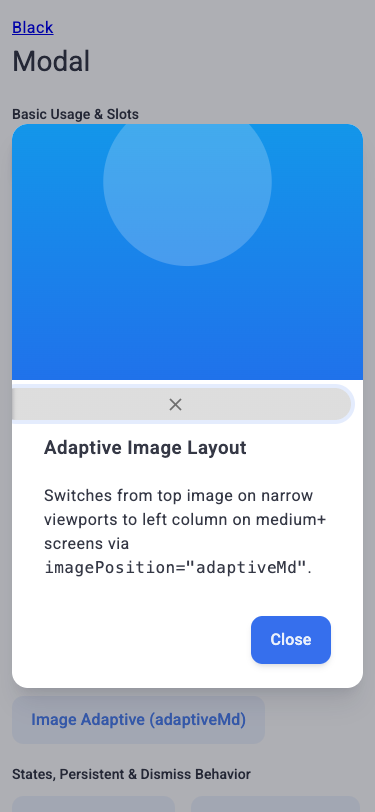 Black
Modal
Basic Usage & Slots
Adaptive Image Layout
Switches from top image on narrow
viewports to left column on medium+
screens via
imagePosition="adaptiveMd".
Close
Image Adaptive (adaptiveMd)
States, Persistent & Dismiss Behavior